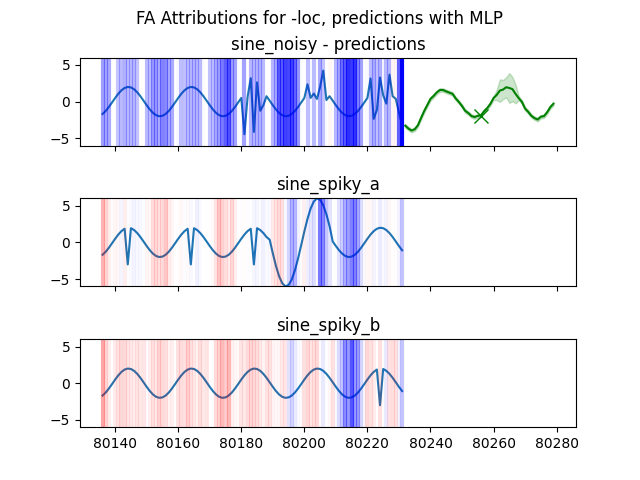 FA Attributions for -loc, predictions with MLP
sine_noisy - predictions
5
0
−5
sine_spiky_a
5
0
−5
sine_spiky_b
5
0
−5
80140 80160 80180 80200 80220 80240 80260 80280